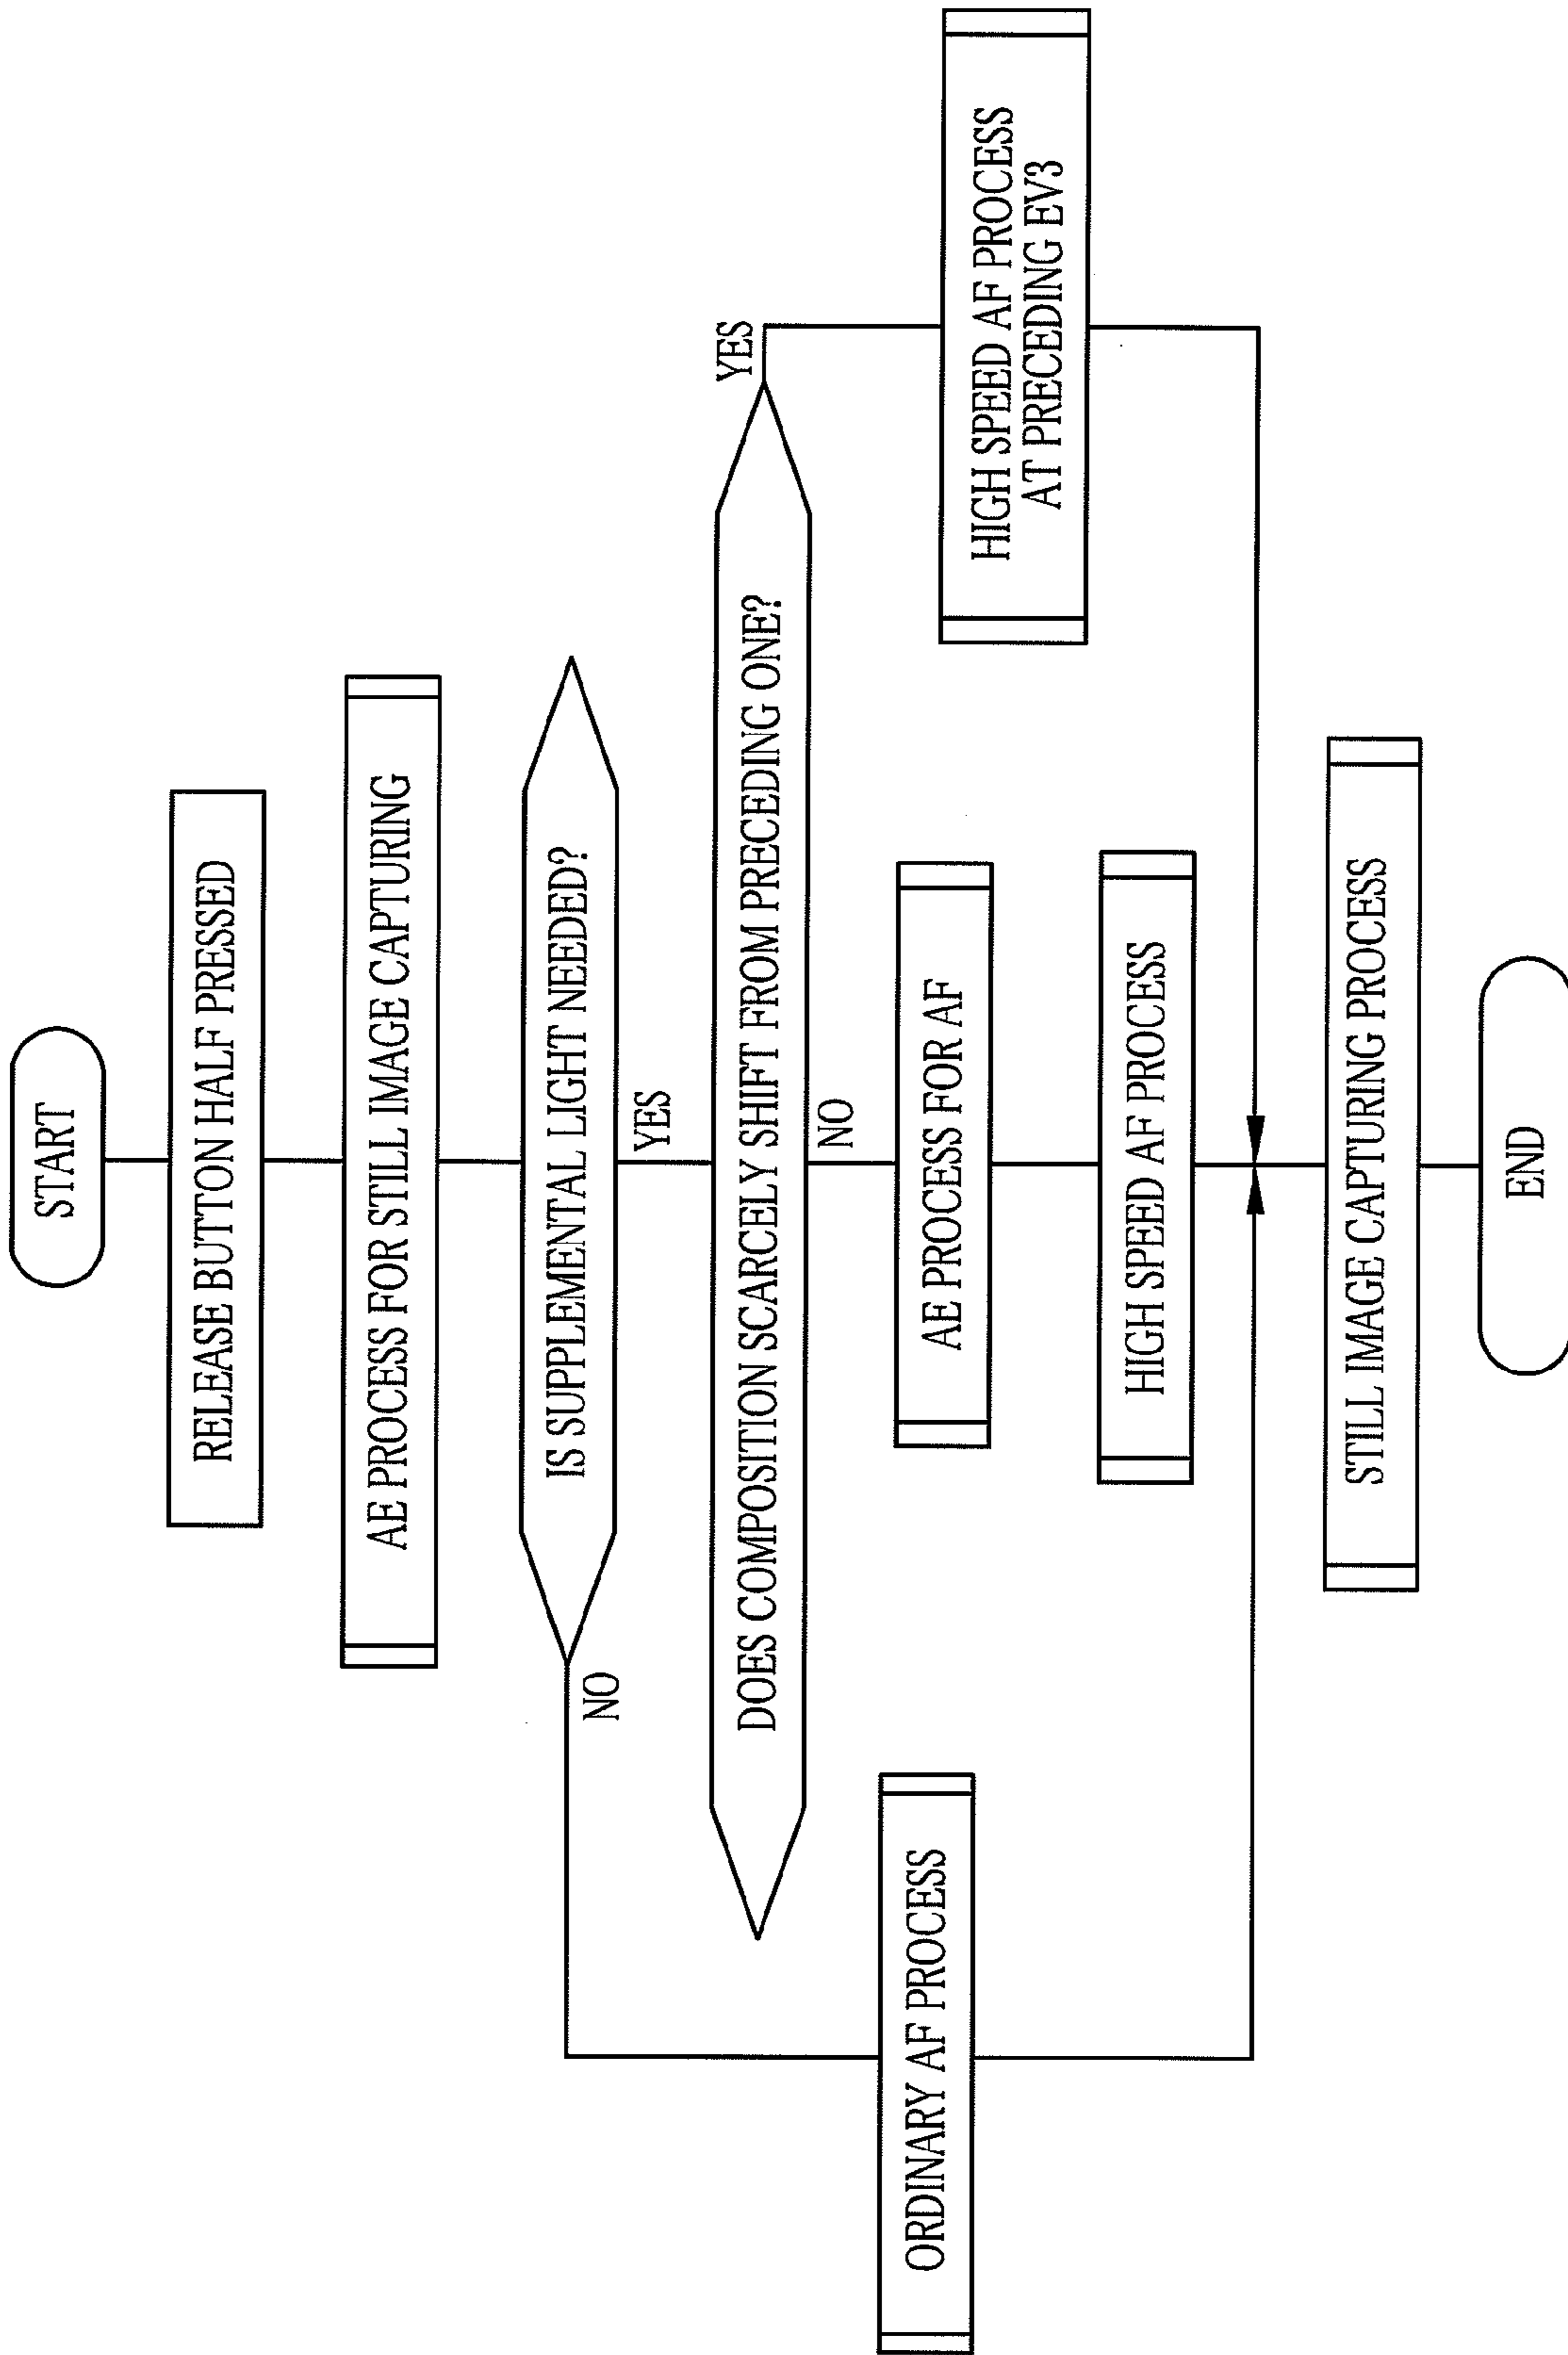 START
RELEASE BUTTON HALF PRESSED
AE PROCESS FOR STILL IMAGE CAPTURING
IS SUPPLEMENTAL LIGHT NEEDED?
NO
YES
DOES COMPOSITION SCARCELY SHIFT FROM PRECEDING ONE?
YES
NO
ORDINARY AF PROCESS
AE PROCESS FOR AF
HIGH SPEED AF PROCESS
AT PRECEDING EV3
HIGH SPEED AF PROCESS
STILL IMAGE CAPTURING PROCESS
END